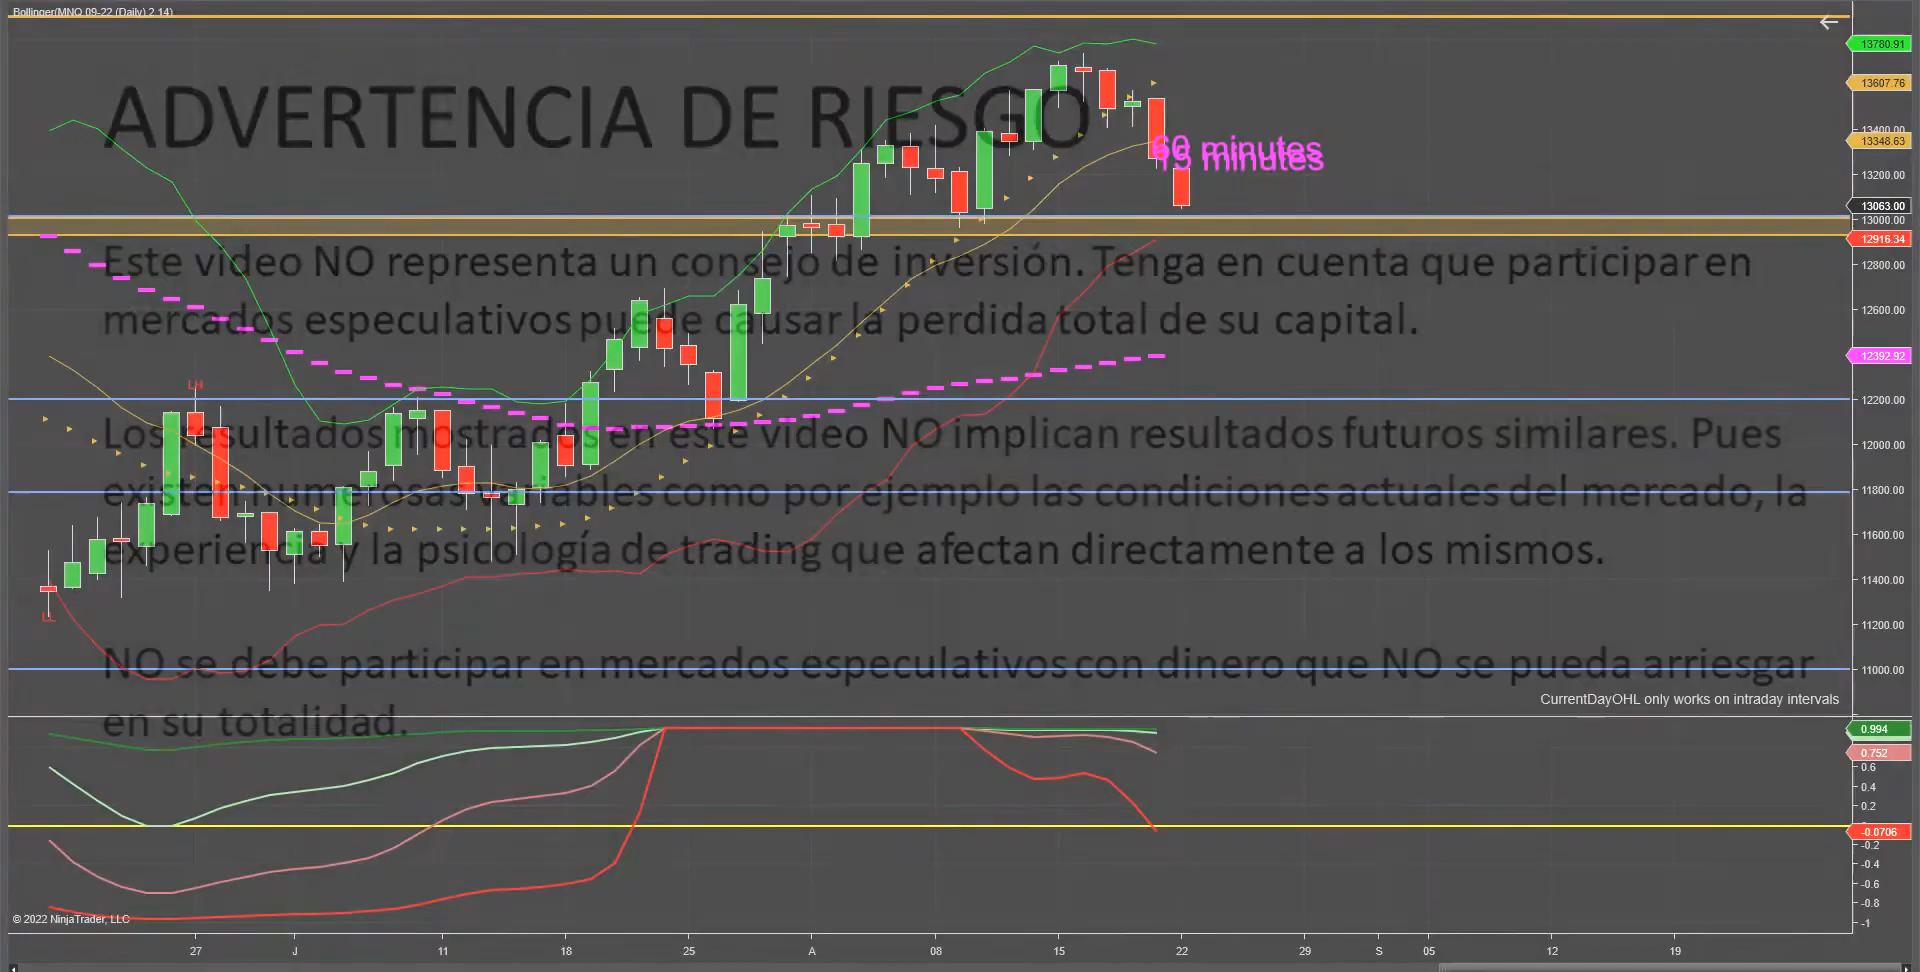 Bollinger(MNQ 09-22 (Daily),2,14)
13780.91
ADVERTENCIA DE RIESGO
13607.76
13400.00
13348.63
60 minutes
15 minutes
13200.00
13063.00
13000.00
12916.34
Este video NO representa un consejo de inversión. Tenga en cuenta que participar en
12800.00
mercados especulativos puede causar la perdida total de su capital.
12600.00
12392.92
LH
12200.00
Los resultados mostrados en este video NO implican resultados futuros similares. Pues
12000.00
existen numerosas variables como por ejemplo las condiciones actuales del mercado, la
11800.00
experiencia y la psicología de trading que afectan directamente a los mismos.
11600.00
11400.00
LL
11200.00
NO se debe participar en mercados especulativos con dinero que NO se pueda arriesgar
11000.00
en su totalidad.
CurrentDayOHL only works on intraday intervals
0.994
0.752
0.6
0.4
0.2
-0.0706
-0.2
-0.4
-0.6
-0.8
-1
© 2022 NinjaTrader, LLC
27 J 11 18 25 A 08 15 22 29 S 05 12 19